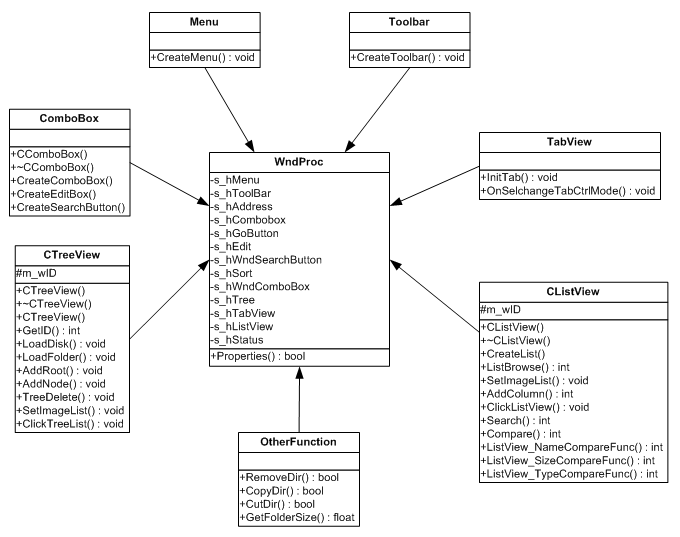 Menu
+CreateMenu() : void
Toolbar
+CreateToolbar() : void
ComboBox
+CComboBox()
+~CComboBox()
+CreateComboBox()
+CreateEditBox()
+CreateSearchButton()
WndProc
-s_hMenu
-s_hToolBar
-s_hAddress
-s_hCombobox
-s_hGoButton
-s_hEdit
-s_hWndSearchButton
-s_hSort
-s_hWndComboBox
-s_hTree
-s_hTabView
-s_hListView
-s_hStatus
+Properties() : bool
TabView
+InitTab() : void
+OnSelchangeTabCtrlMode() : void
CTreeView
#m_wID
+CTreeView()
+~CTreeView()
+CTreeView()
+GetID() : int
+LoadDisk() : void
+LoadFolder() : void
+AddRoot() : void
+AddNode() : void
+TreeDelete() : void
+SetImageList() : void
+ClickTreeList() : void
CListView
#m_wID
+CListView()
+~CListView()
+CreateList()
+ListBrowse() : int
+SetImageList() : void
+AddColumn() : int
+ClickListView() : void
+Search() : int
+Compare() : int
+ListView_NameCompareFunc() : int
+ListView_SizeCompareFunc() : int
+ListView_TypeCompareFunc() : int
OtherFunction
+RemoveDir() : bool
+CopyDir() : bool
+CutDir() : bool
+GetFolderSize() : float